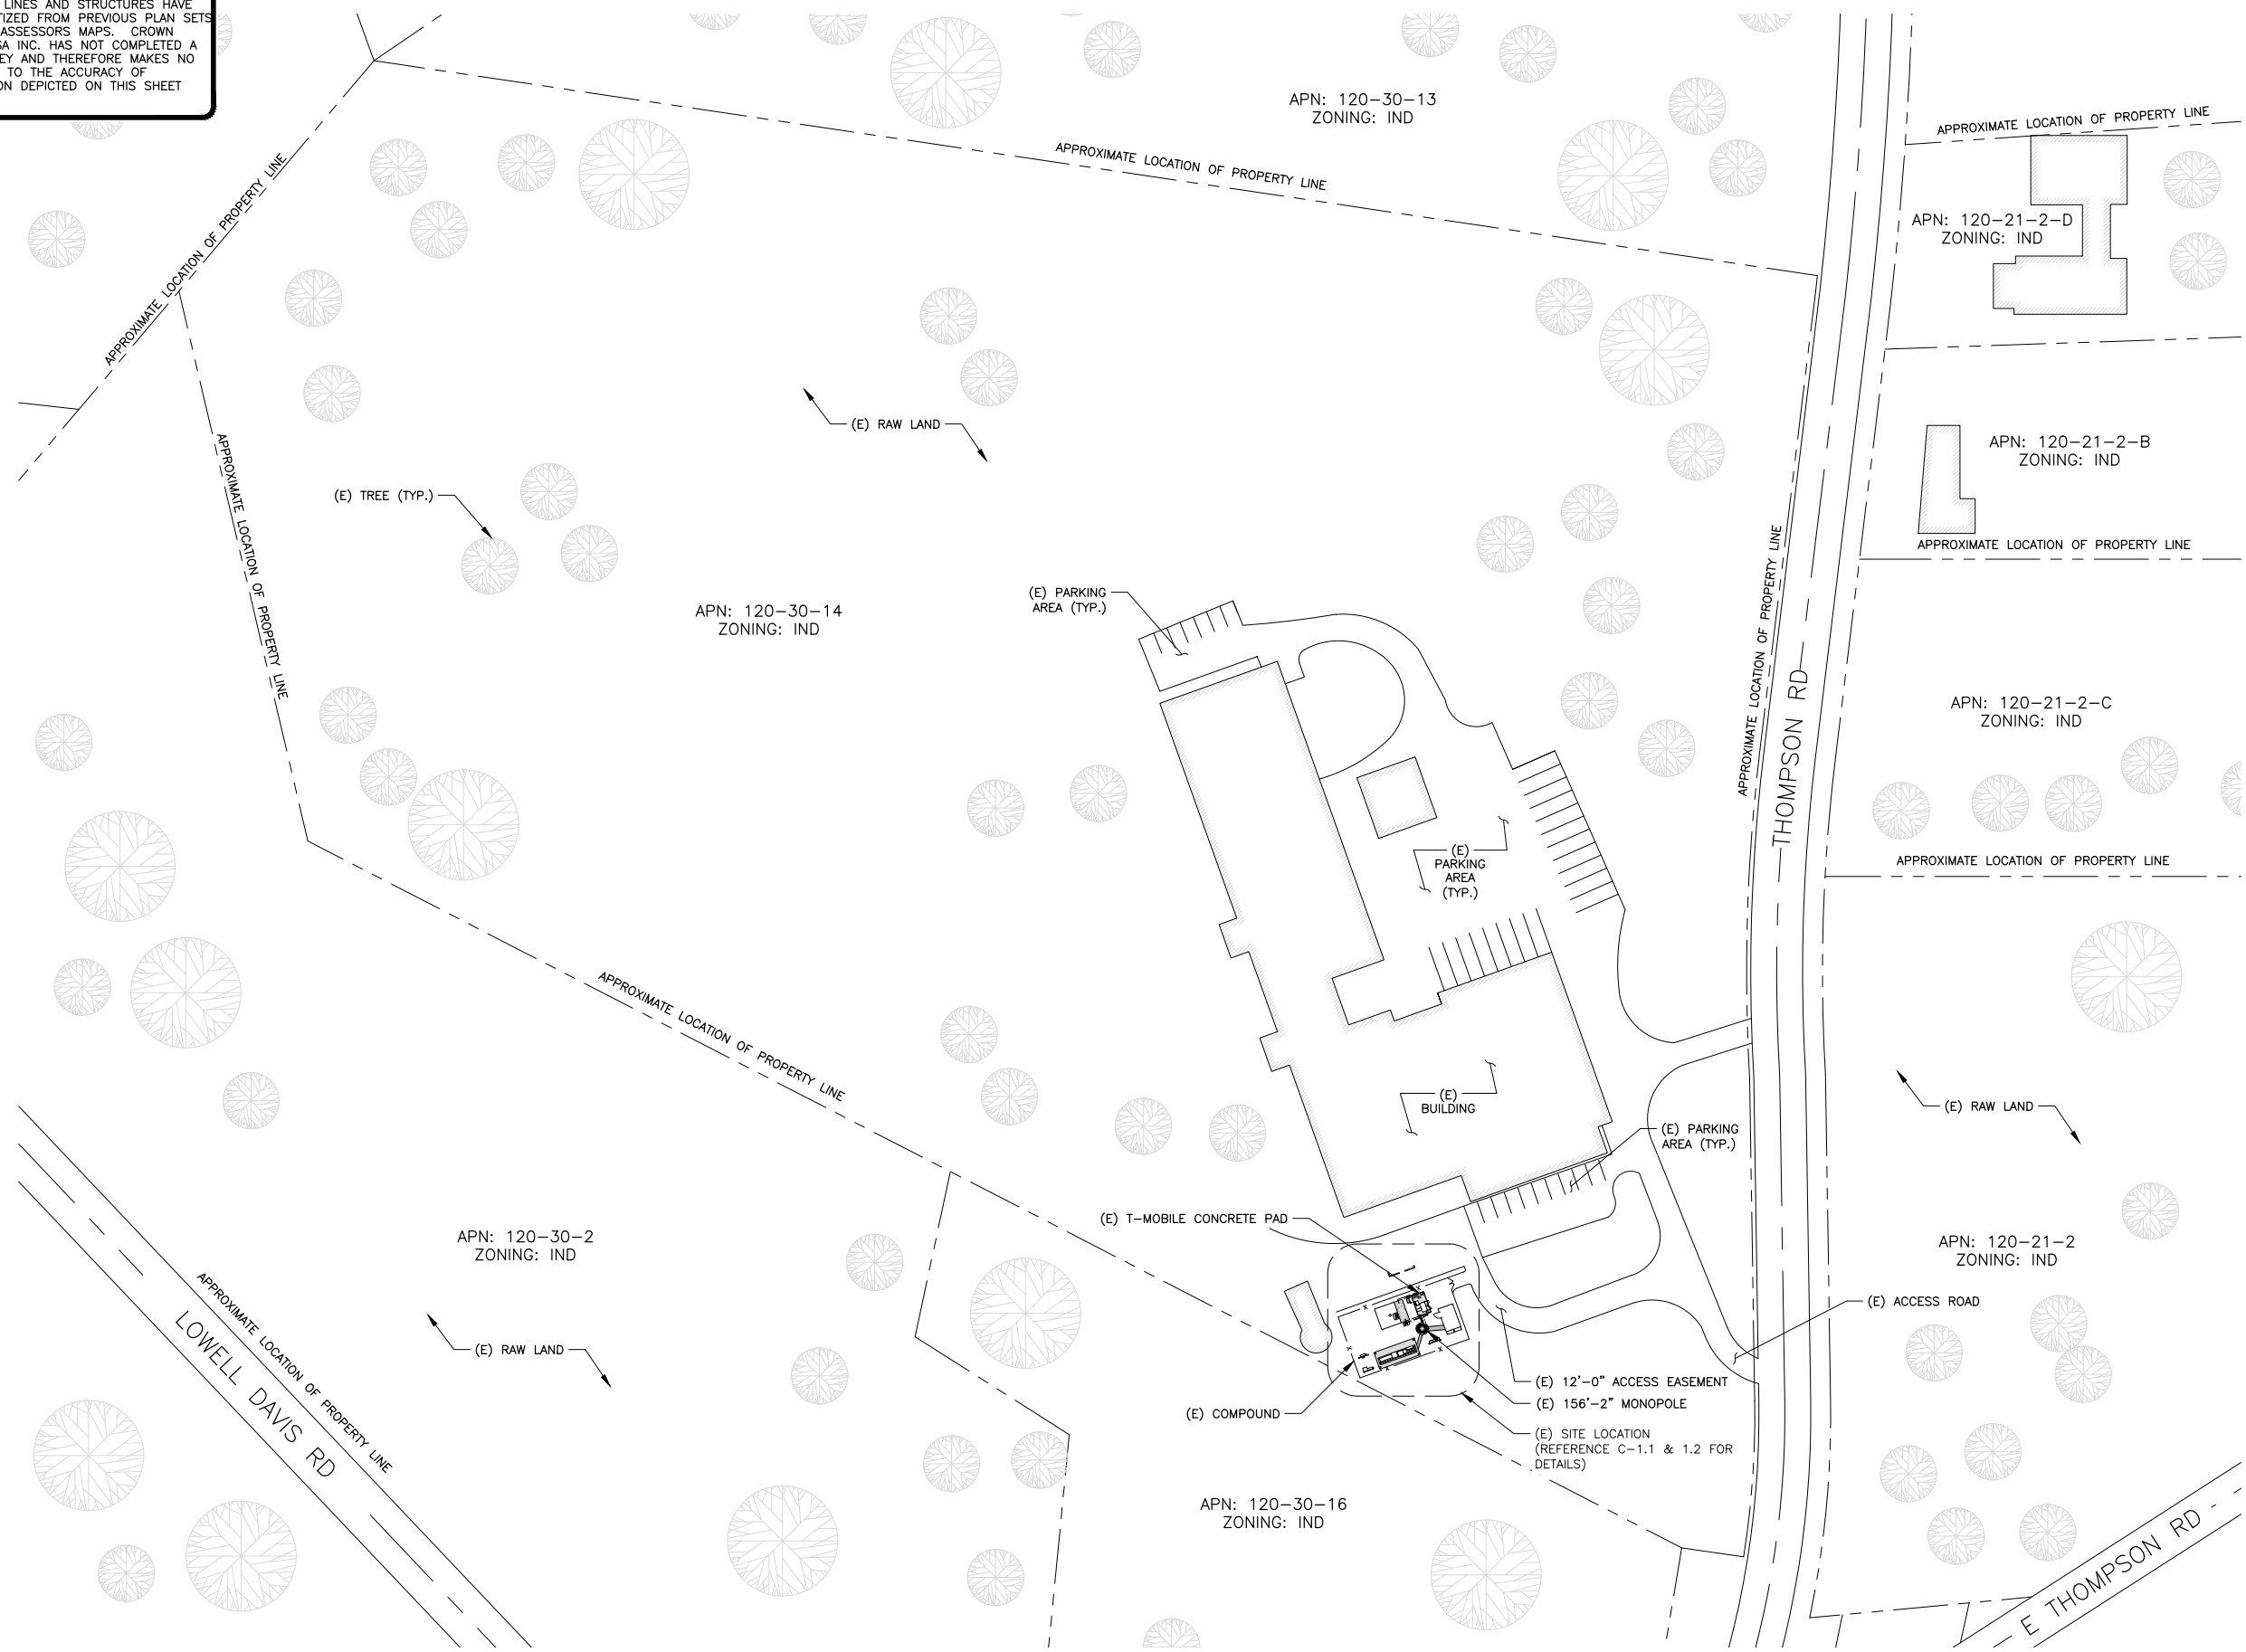 LINES AND STRUCTURES HAVE
FROM PREVIOUS PLAN SETS
ASSESSORS MAPS. CROWN
INC. HAS NOT COMPLETED A
AND THEREFORE MAKES NO
TO THE ACCURACY OF
DEPICTED ON THIS SHEET
APN: 120-30-13
ZONING: IND
APPROXIMATE LOCATION OF PROPERTY LINE
APPROXIMATE LOCATION OF PROPERTY LINE
APPROXIMATE LOCATION OF PROPERTY LINE
APN: 120-21-2-D
ZONING: IND
(E) RAW LAND
APN: 120-21-2-B
ZONING: IND
APPROXIMATE LOCATION OF PROPERTY LINE
(E) TREE (TYP.)
APPROXIMATE LOCATION OF PROPERTY LINE
APPROXIMATE LOCATION OF PROPERTY LINE
(E) PARKING
AREA (TYP.)
APN: 120-30-14
ZONING: IND
THOMPSON RD
APN: 120-21-2-C
ZONING: IND
(E)
PARKING
AREA
(TYP.)
APPROXIMATE LOCATION OF PROPERTY LINE
APPROXIMATE LOCATION OF PROPERTY LINE
(E)
BUILDING
(E) RAW LAND
(E) PARKING
AREA (TYP.)
(E) T-MOBILE CONCRETE PAD
APN: 120-30-2
ZONING: IND
APN: 120-21-2
ZONING: IND
(E) ACCESS ROAD
APPROXIMATE LOCATION OF PROPERTY LINE
LOWELL DAVIS RD
(E) RAW LAND
(E) 12'-0" ACCESS EASEMENT
(E) 156'-2" MONOPOLE
(E) COMPOUND
(E) SITE LOCATION
(REFERENCE C-1.1 & 1.2 FOR
DETAILS)
APN: 120-30-16
ZONING: IND
E THOMPSON RD